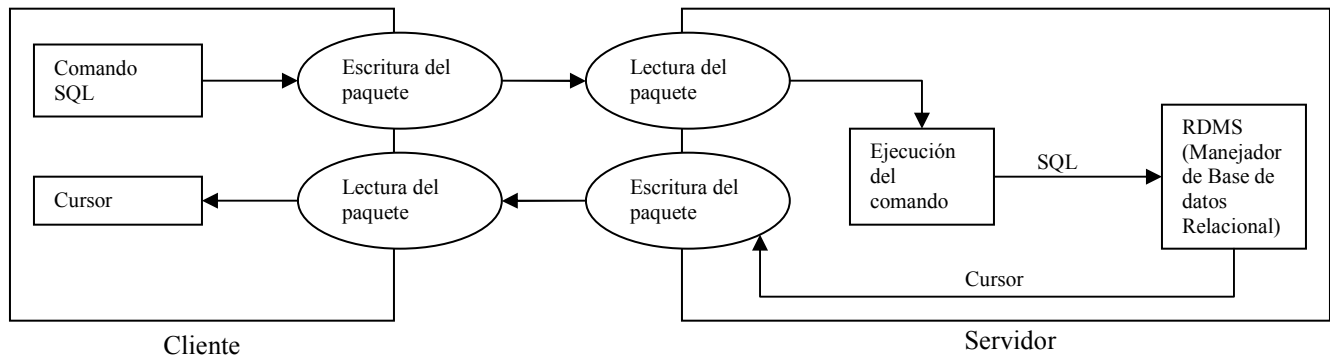 Comando
SQL
Escritura del
paquete
Lectura del
paquete
Ejecución
del
comando
SQL
RDMS
(Manejador
de Base de
datos
Relacional)
Cursor
Lectura del
paquete
Escritura del
paquete
Cursor
Cliente
Servidor